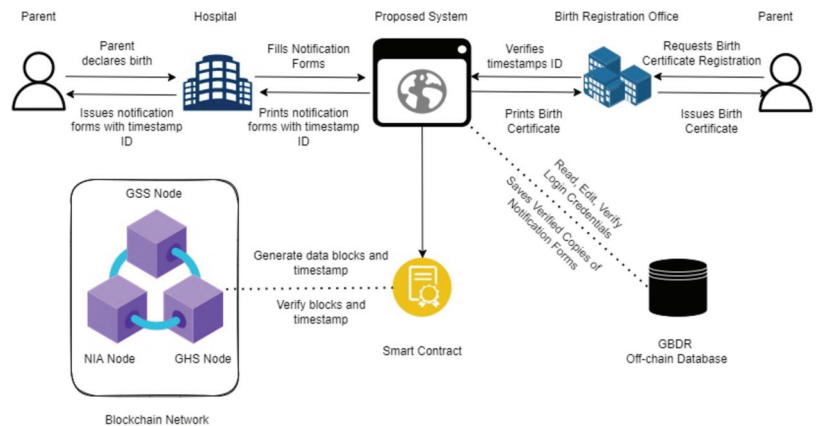 Parent
Hospital
Proposed System
Birth Registration Office
Parent
Parent
declares birth
Issues notification
forms with timestamp
ID
Fills Notification
Forms
Prints notification
forms with timestamp
ID
Verifies
timestamps ID
Prints Birth
Certificate
Requests Birth
Certificate Registration
Issues Birth
Certificate
Read, Edit, Verify
Login Credentials
Saves Verified Copies of
Notification Forms
GSS Node
NIA Node
GHS Node
Blockchain Network
Generate data blocks and
timestamp
Verify blocks and
timestamp
Smart Contract
GBDR
Off-chain Database